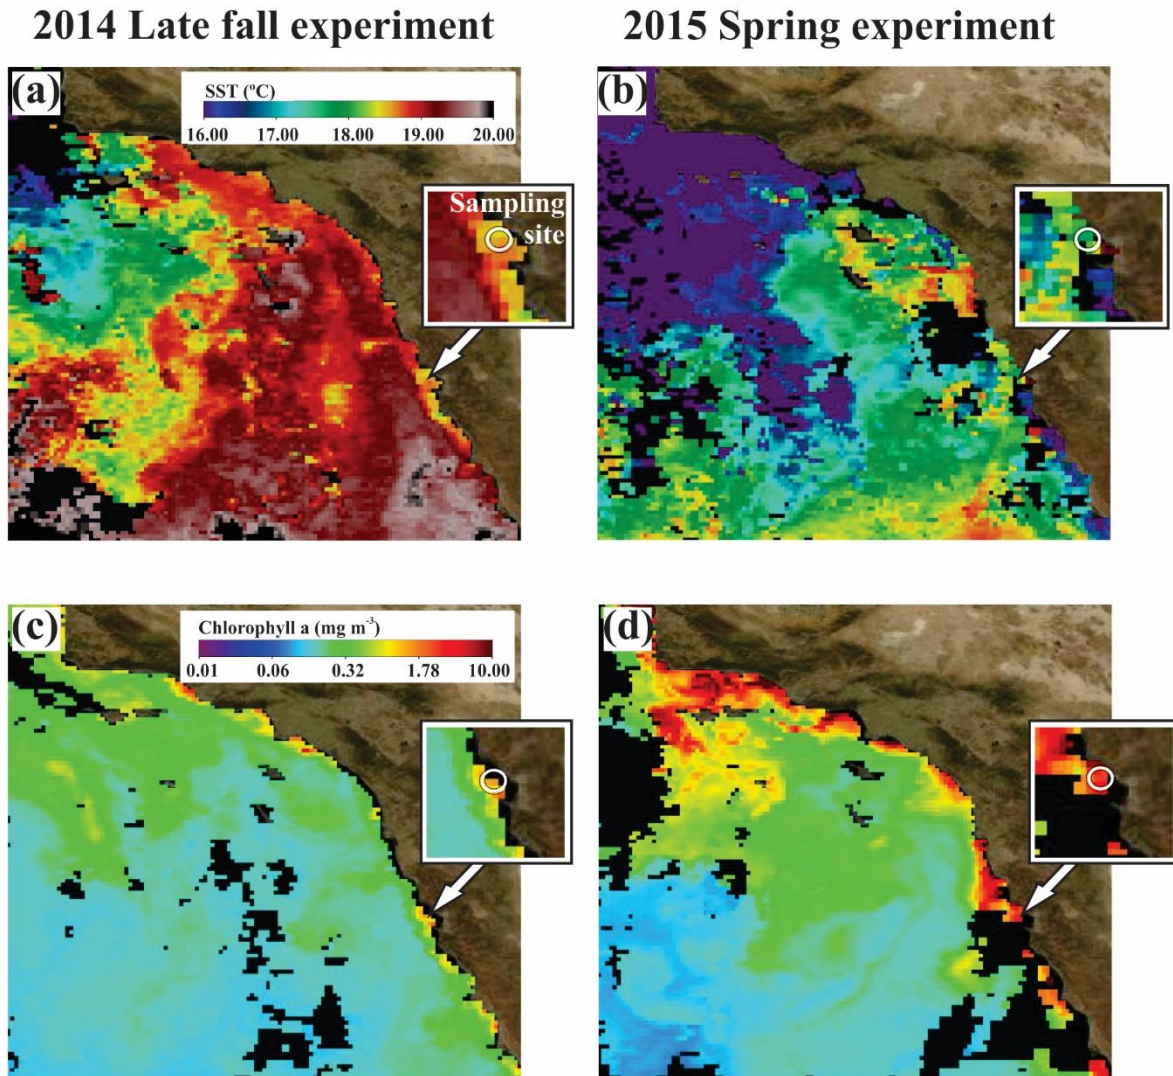 2014 Late fall experiment
2015 Spring experiment
(a)
SST (ºC)
16.00 17.00 18.00 19.00 20.00
Sampling
site
(b)
(c)
Chlorophyll a (mg m⁻³)
0.01 0.06 0.32 1.78 10.00
(d)